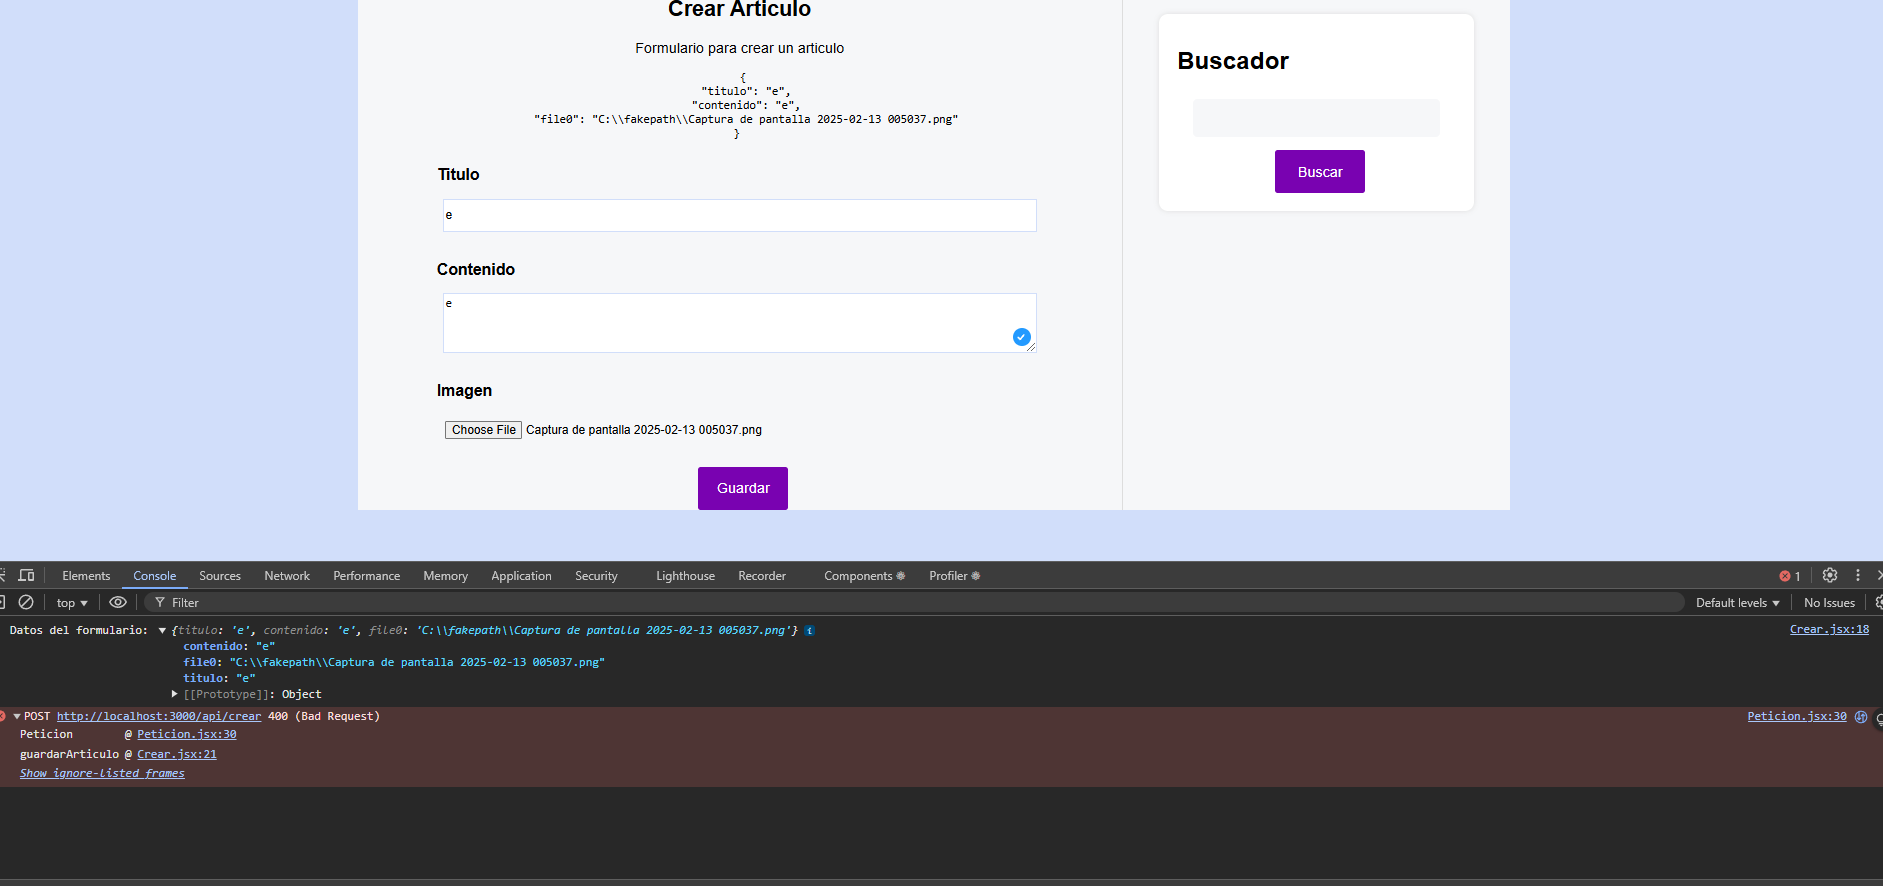 Crear Articulo
Formulario para crear un articulo
{
"titulo": "e",
"contenido": "e",
"file0": "C:\\fakepath\\Captura de pantalla 2025-02-13 005037.png"
}
Titulo
e
Contenido
e
Imagen
Choose File Captura de pantalla 2025-02-13 005037.png
Guardar
Buscador
Buscar
Elements Console Sources Network Performance Memory Application Security Lighthouse Recorder Components Profiler 1
top Filter Default levels No Issues
Datos del formulario: {titulo: 'e', contenido: 'e', file0: 'C:\\fakepath\\Captura de pantalla 2025-02-13 005037.png'} i Crear.jsx:18
contenido: "e"
file0: "C:\\fakepath\\Captura de pantalla 2025-02-13 005037.png"
titulo: "e"
[[Prototype]]: Object
POST http://localhost:3000/api/crear 400 (Bad Request) Peticion.jsx:30
Peticion @ Peticion.jsx:30
guardarArticulo @ Crear.jsx:21
Show ignore-listed frames